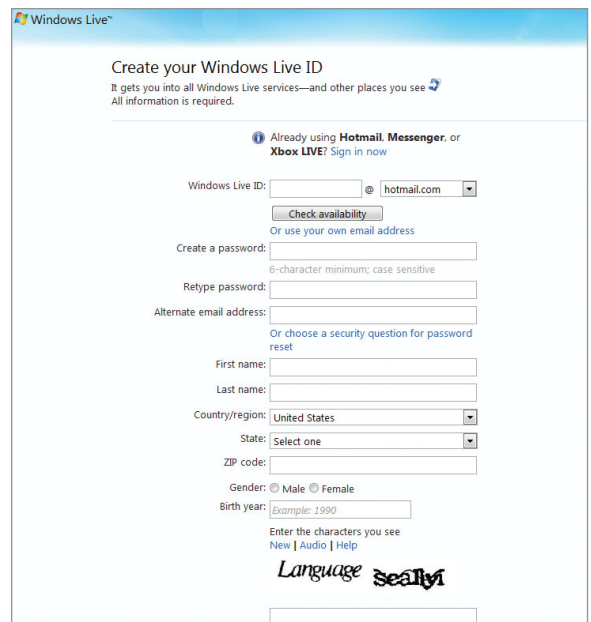 Windows Live™
Create your Windows Live ID
It gets you into all Windows Live services—and other places you see
All information is required.
Already using Hotmail, Messenger, or
Xbox LIVE? Sign in now
Windows Live ID: @ hotmail.com
Check availability
Or use your own email address
Create a password:
6-character minimum; case sensitive
Retype password:
Alternate email address:
Or choose a security question for password
reset
First name:
Last name:
Country/region: United States
State: Select one
ZIP code:
Gender: Male Female
Birth year: Example: 1990
Enter the characters you see
New | Audio | Help
Language